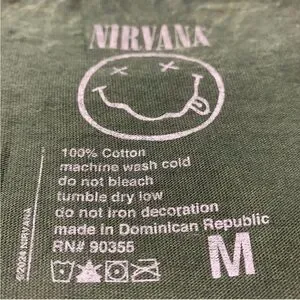 NIRVANA
100% Cotton
machine wash cold
do not bleach
tumble dry low
do not iron decoration
made in Dominican Republic
RN# 90355
M
©2024 NIRVANA